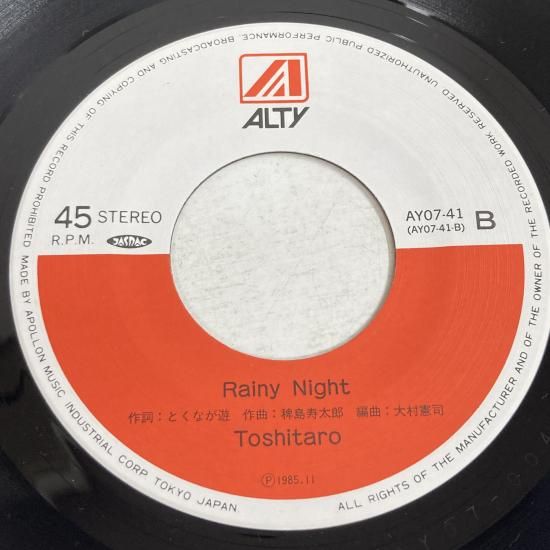 ALTY
45 STEREO
R.P.M. JASRAC
AY07-41
(AY07-41-B) B
Rainy Night
作詞:とくなが遊 作曲:稗島寿太郎 編曲:大村憲司
Toshitaro
Ⓟ1985.11
MADE BY APOLLON MUSIC INDUSTRIAL CORP. TOKYO JAPAN.
ALL RIGHTS OF THE MANUFACTURER AND OF THE OWNER OF THE RECORDED WORK RESERVED. UNAUTHORIZED PUBLIC PERFORMANCE, BROADCASTING AND COPYING OF THIS RECORD PROHIBITED.